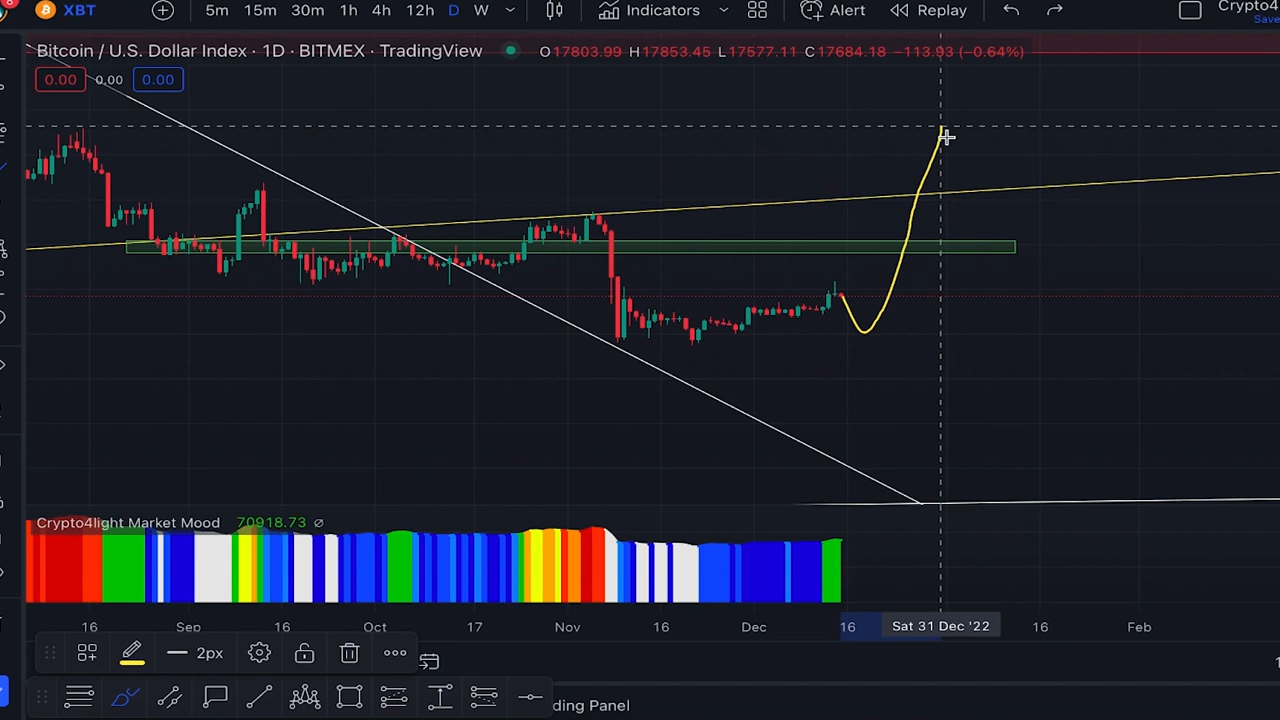 XBT 5m 15m 30m 1h 4h 12h D W Indicators Alert Replay Crypto4
Save
Bitcoin / U.S. Dollar Index · 1D · BITMEX · TradingView O17803.99 H17853.45 L17577.11 C17684.18 −113.93 (−0.64%)
0.00 0.00 0.00
Crypto4light Market Mood 70918.73 ∅
16 Sep 16 Oct 17 Nov 16 Dec 16 Sat 31 Dec '22 16 Feb
2px
ding Panel